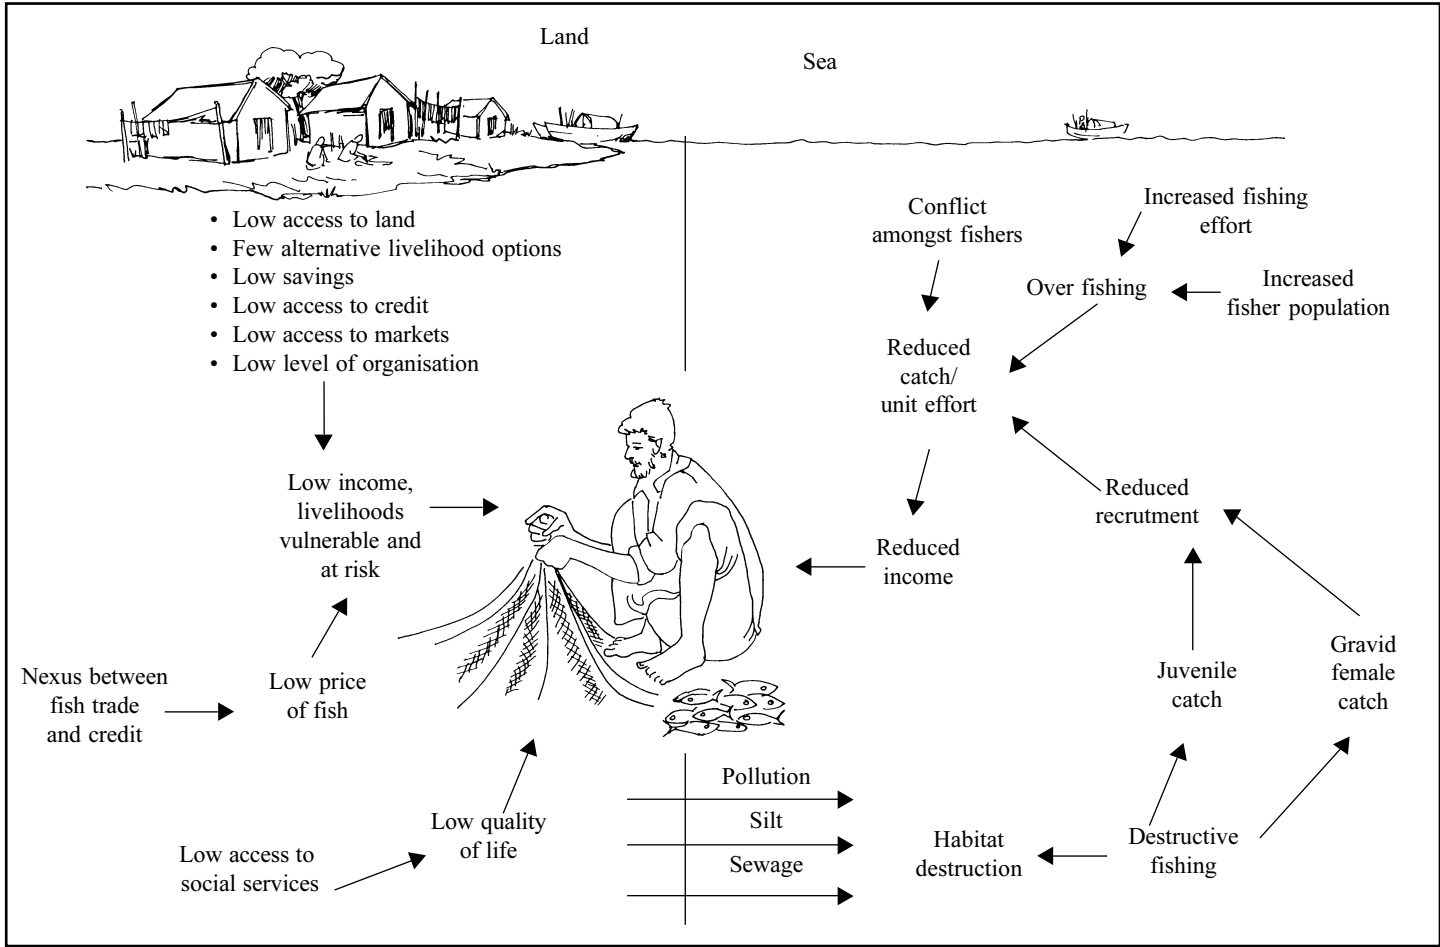 Land
Sea
• Low access to land
• Few alternative livelihood options
• Low savings
• Low access to credit
• Low access to markets
• Low level of organisation
Low income,
livelihoods
vulnerable and
at risk
Nexus between
fish trade
and credit
Low price
of fish
Low access to
social services
Low quality
of life
Conflict
amongst fishers
Increased fishing
effort
Over fishing
Increased
fisher population
Reduced
catch/
unit effort
Reduced
recrutment
Reduced
income
Juvenile
catch
Gravid
female
catch
Pollution
Silt
Sewage
Habitat
destruction
Destructive
fishing